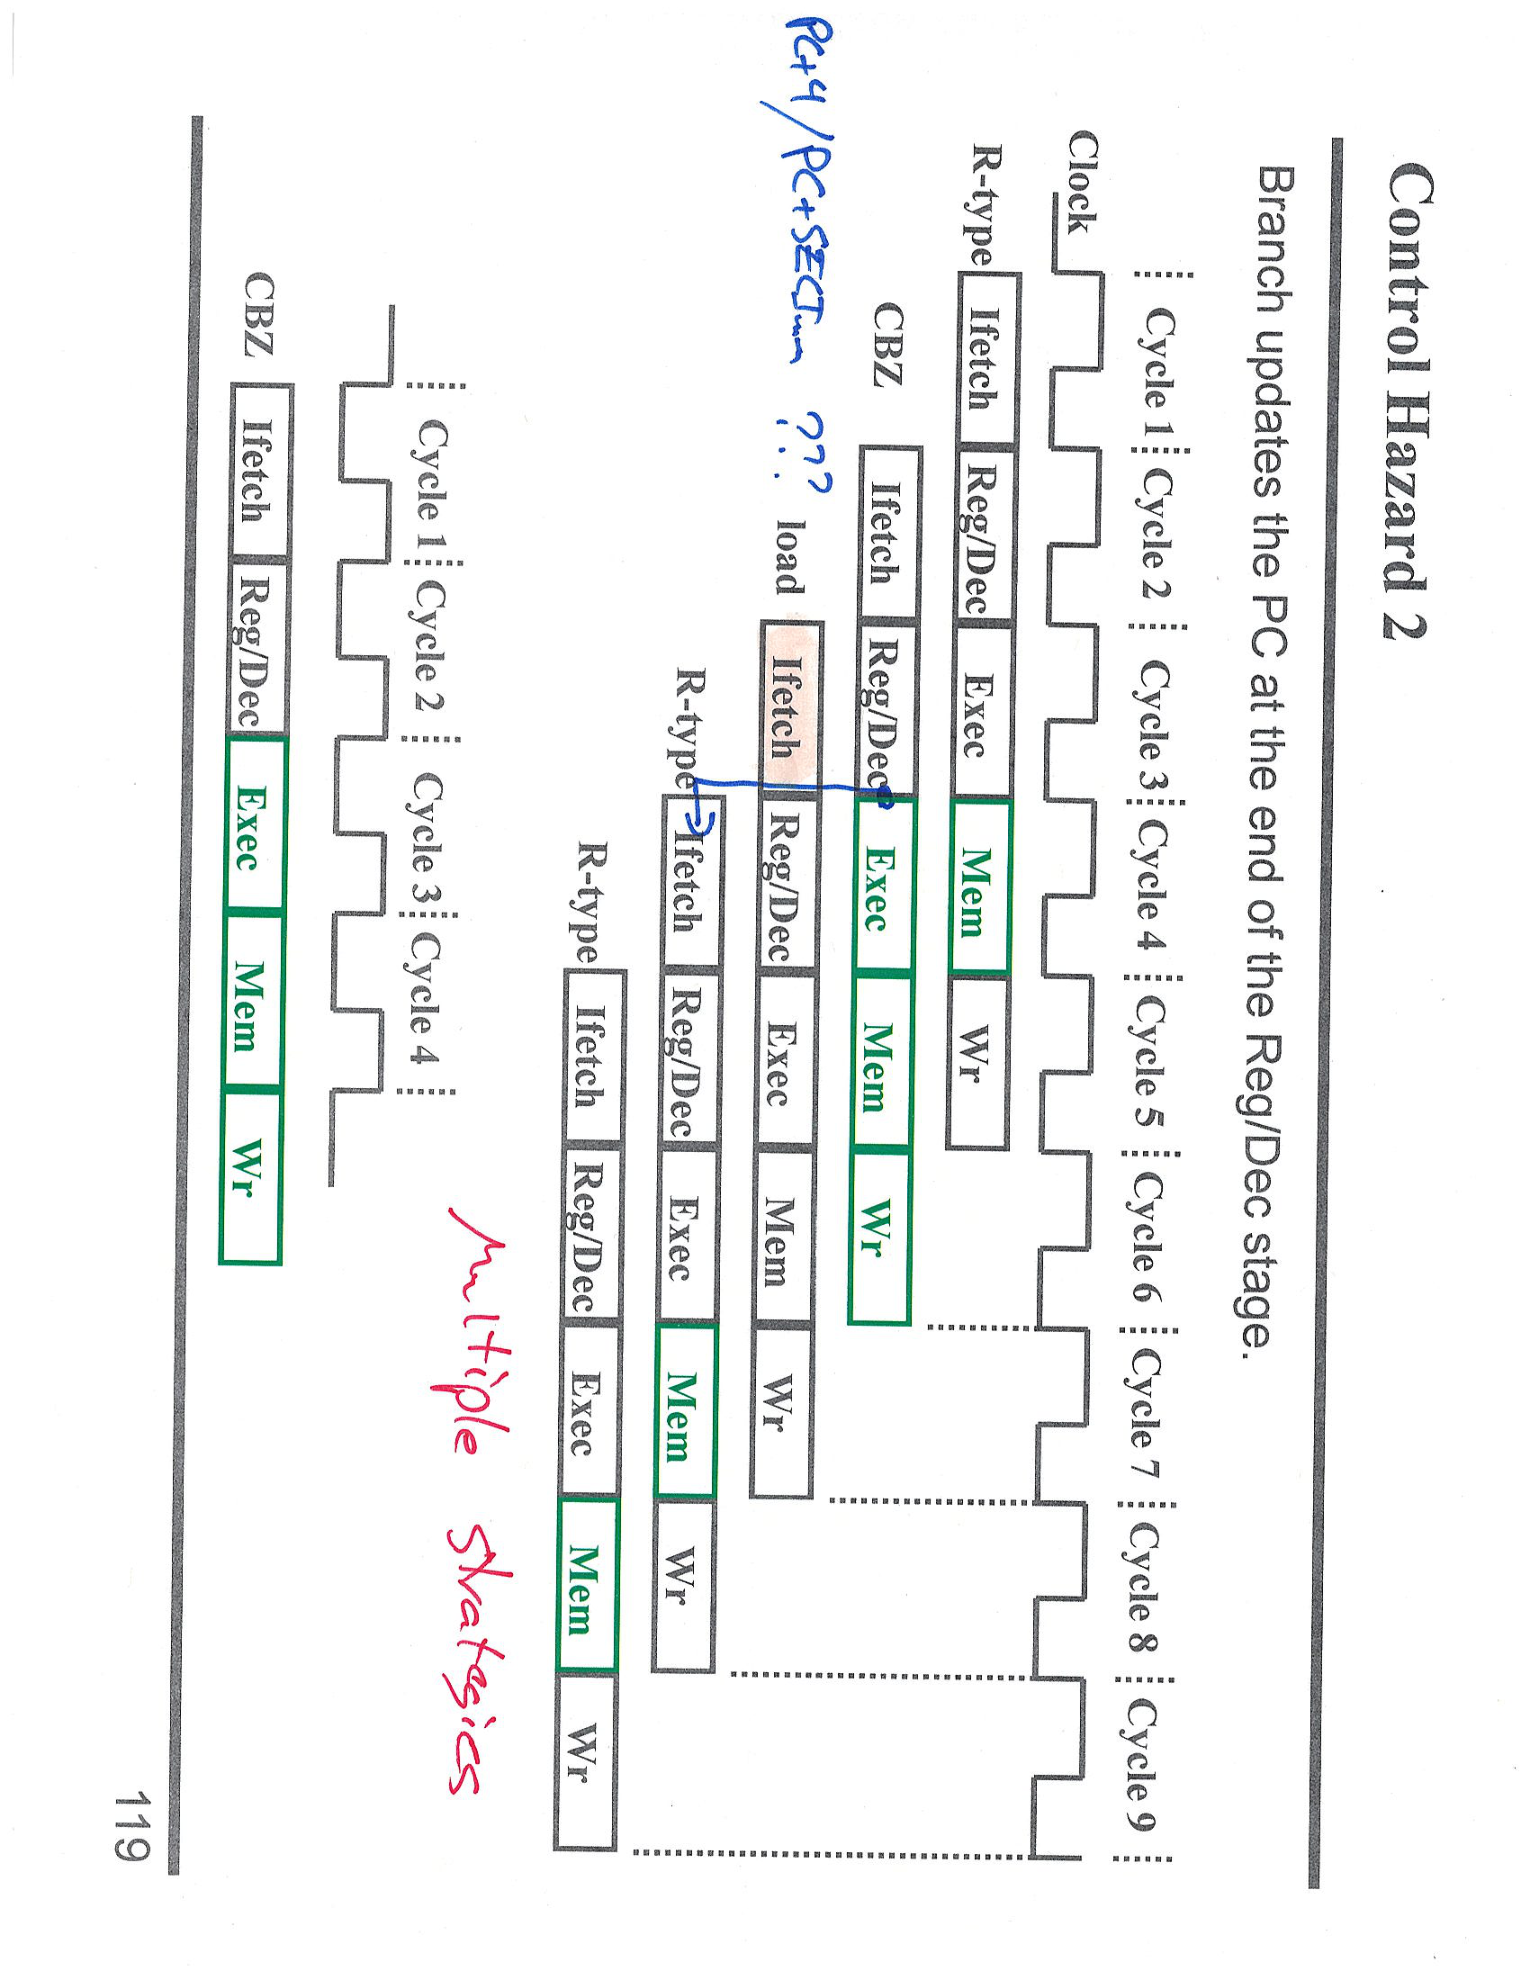 Control Hazard 2
Branch updates the PC at the end of the Reg/Dec stage.
Cycle 1 Cycle 2 Cycle 3 Cycle 4 Cycle 5 Cycle 6 Cycle 7 Cycle 8 Cycle 9
Clock
R-type Ifetch Reg/Dec Exec Mem Wr
CBZ Ifetch Reg/Dec Exec Mem Wr
PC+4/PC+SE ??? load Ifetch Reg/Dec Exec Mem Wr
R-type Ifetch Reg/Dec Exec Mem Wr
R-type Ifetch Reg/Dec Exec Mem Wr
Multiple strategies
Cycle 1 Cycle 2 Cycle 3 Cycle 4
CBZ Ifetch Reg/Dec Exec Mem Wr
119